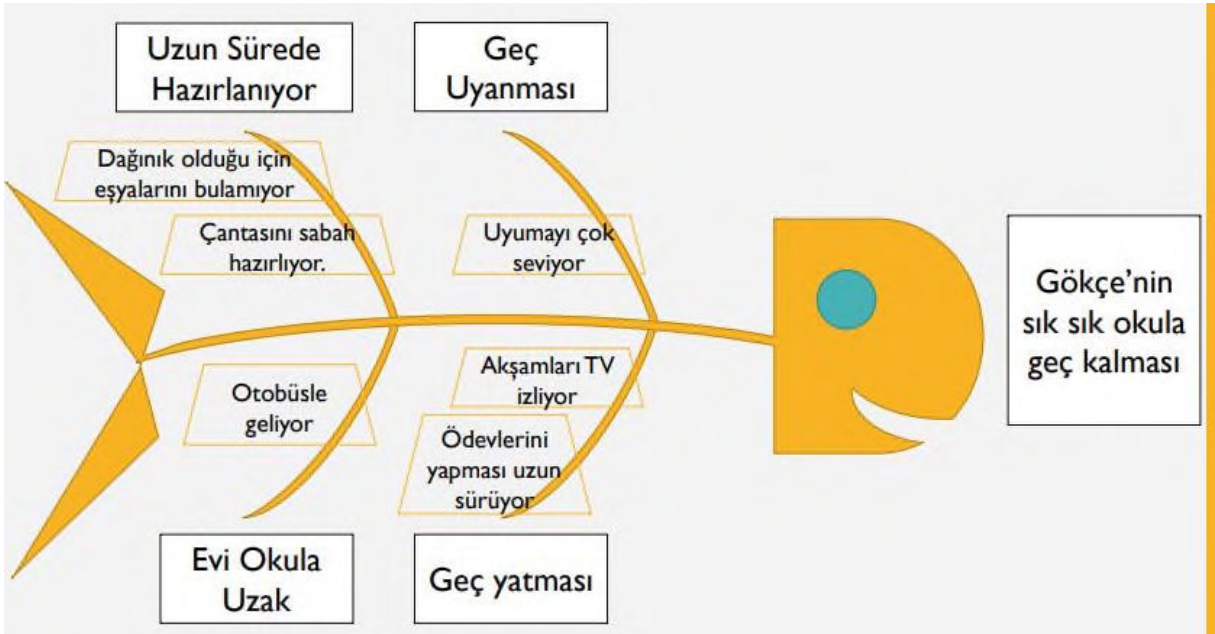 Uzun Sürede
Hazırlanıyor
Geç
Uyanması
Dağınık olduğu için
eşyalarını bulamıyor
Çantasını sabah
hazırlıyor.
Uyumayı çok
seviyor
Gökçe’nin
sık sık okula
geç kalması
Otobüsle
geliyor
Akşamları TV
izliyor
Ödevlerini
yapması uzun
sürüyor
Evi Okula
Uzak
Geç yatması